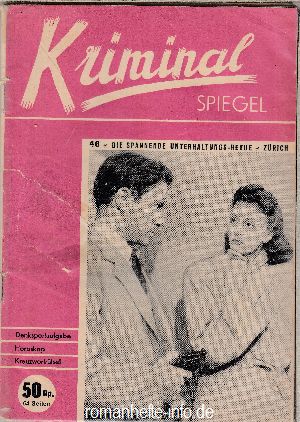 Kriminal
SPIEGEL
46 - DIE SPANNENDE UNTERHALTUNGS-REVUE - ZÜRICH
Denksportaufgabe
Horoskop
Kreuzworträtsel
50 Rp.
64 Seiten
romanhefte-info.de